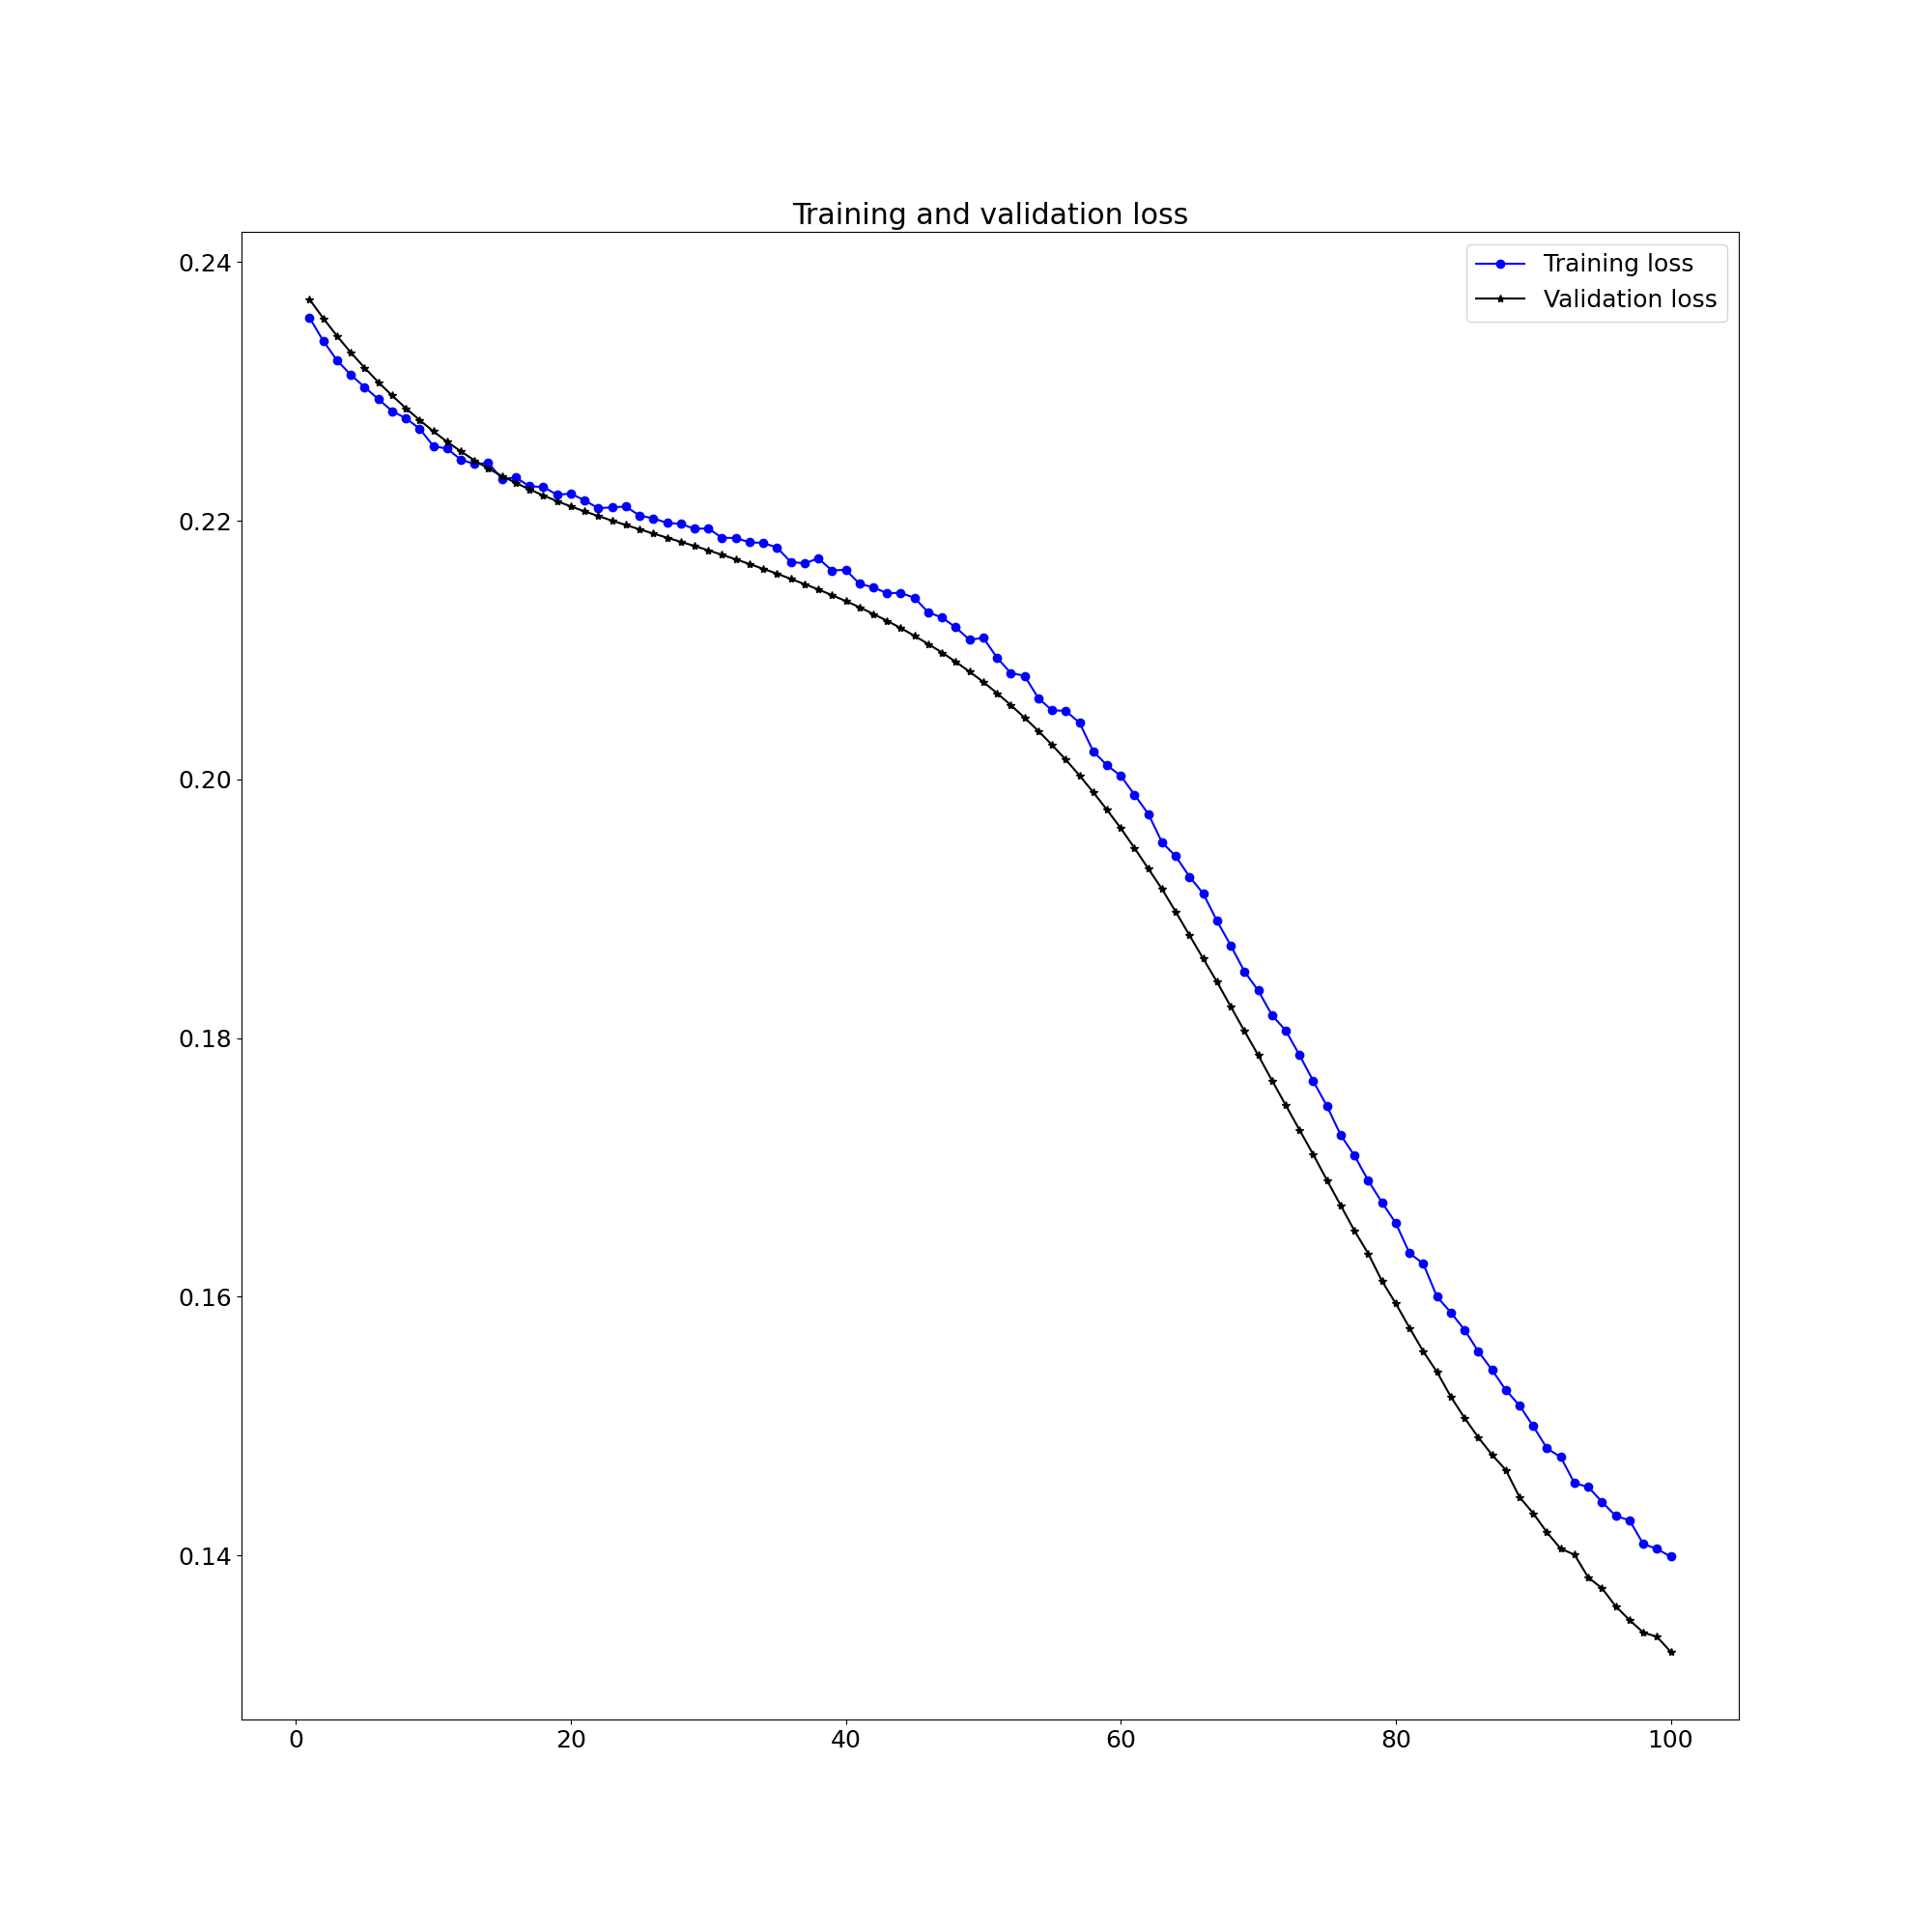 Training and validation loss
Training loss
Validation loss
0.24
0.22
0.20
0.18
0.16
0.14
0 20 40 60 80 100